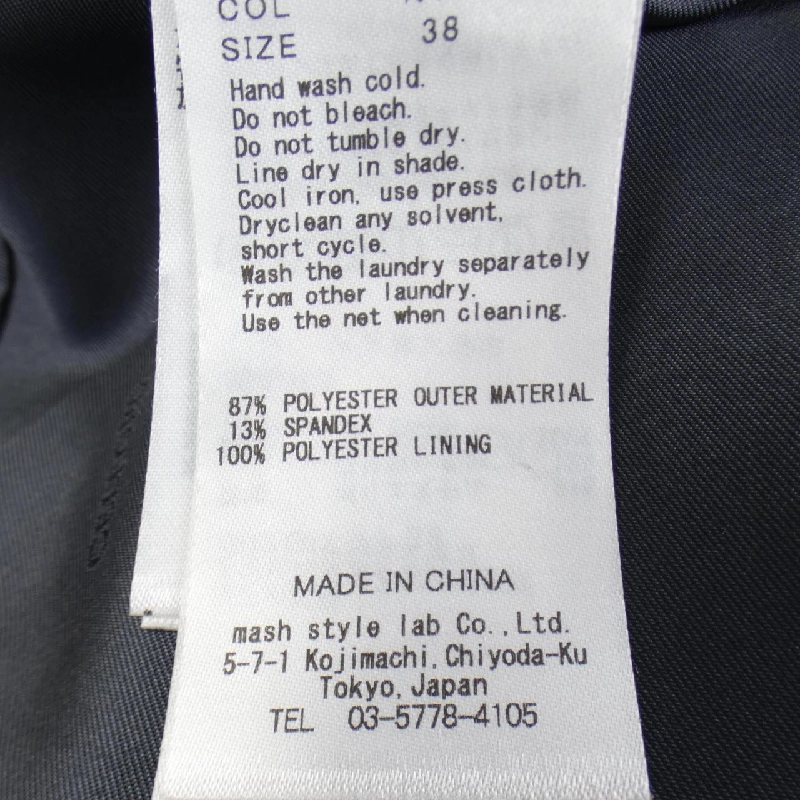 COL
SIZE 38
Hand wash cold.
Do not bleach.
Do not tumble dry.
Line dry in shade.
Cool iron, use press cloth.
Dryclean any solvent,
short cycle.
Wash the laundry separately
from other laundry.
Use the net when cleaning.
87% POLYESTER OUTER MATERIAL
13% SPANDEX
100% POLYESTER LINING
MADE IN CHINA
mash style lab Co.,Ltd.
5-7-1 Kojimachi,Chiyoda-Ku
Tokyo,Japan
TEL 03-5778-4105